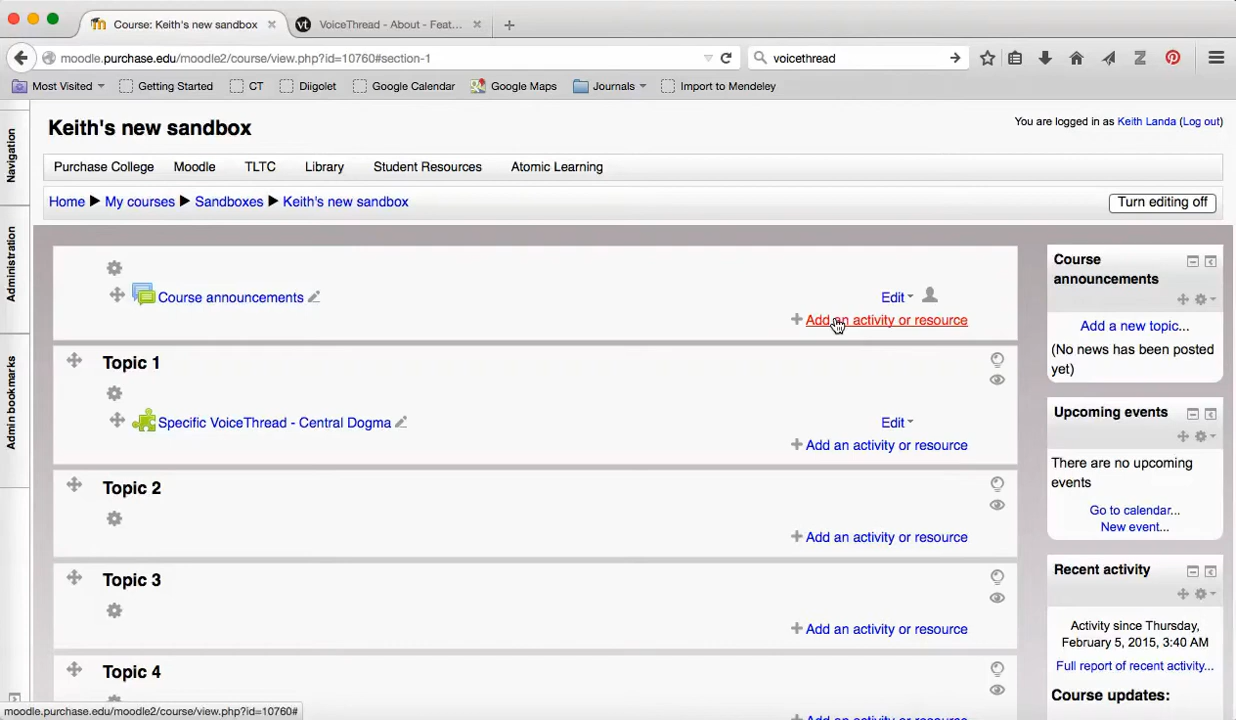 Course: Keith's new sandbox
VoiceThread - About - Feat...
moodle.purchase.edu/moodle2/course/view.php?id=10760#section-1
voicethread
Most Visited
Getting Started
CT
Diigolet
Google Calendar
Google Maps
Journals
Import to Mendeley
Navigation
Administration
Admin bookmarks
Keith's new sandbox
You are logged in as Keith Landa (Log out)
Purchase College
Moodle
TLTC
Library
Student Resources
Atomic Learning
Home ▶ My courses ▶ Sandboxes ▶ Keith's new sandbox
Turn editing off
Course announcements
Edit
Add an activity or resource
Topic 1
Specific VoiceThread - Central Dogma
Edit
Add an activity or resource
Topic 2
Add an activity or resource
Topic 3
Add an activity or resource
Topic 4
Add an activity or resource
Course
announcements
Add a new topic...
(No news has been posted
yet)
Upcoming events
There are no upcoming
events
Go to calendar...
New event...
Recent activity
Activity since Thursday,
February 5, 2015, 3:40 AM
Full report of recent activity...
Course updates:
moodle.purchase.edu/moodle2/course/view.php?id=10760#